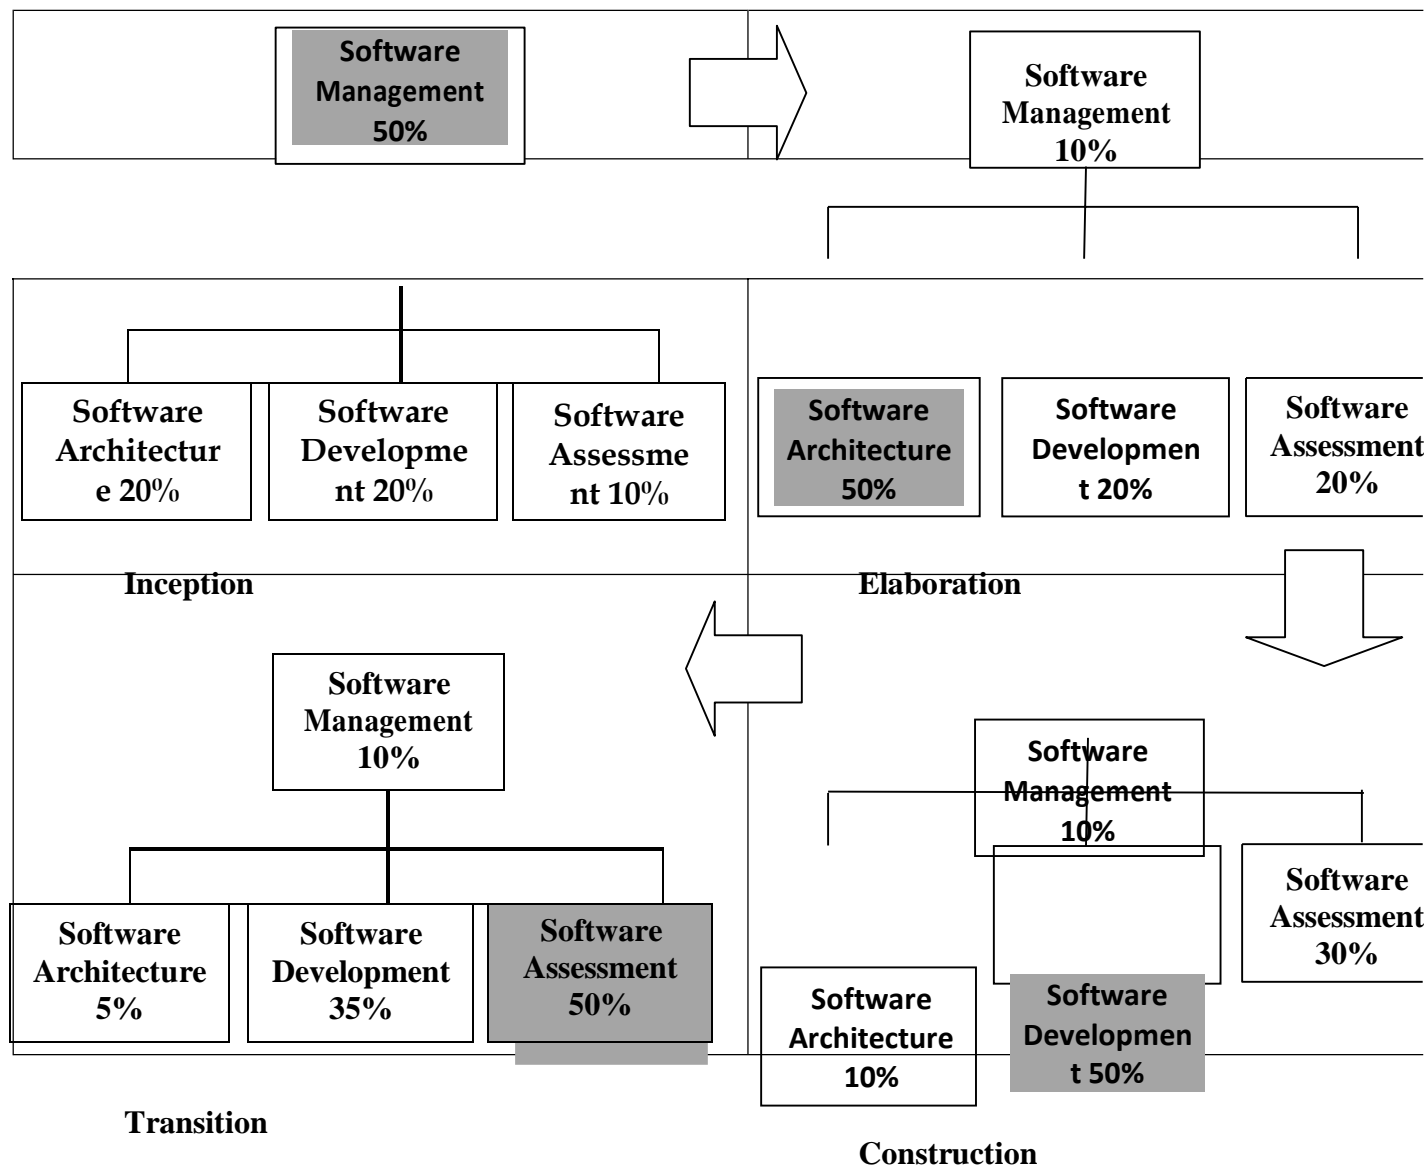 Software
Management
50%
Software
Management
10%
Software
Architectur
e 20%
Software
Developme
nt 20%
Software
Assessme
nt 10%
Software
Architecture
50%
Software
Developmen
t 20%
Software
Assessment
20%
Inception
Elaboration
Software
Management
10%
Software
Management
10%
Software
Architecture
5%
Software
Development
35%
Software
Assessment
50%
Software
Architecture
10%
Software
Developmen
t 50%
Software
Assessment
30%
Transition
Construction